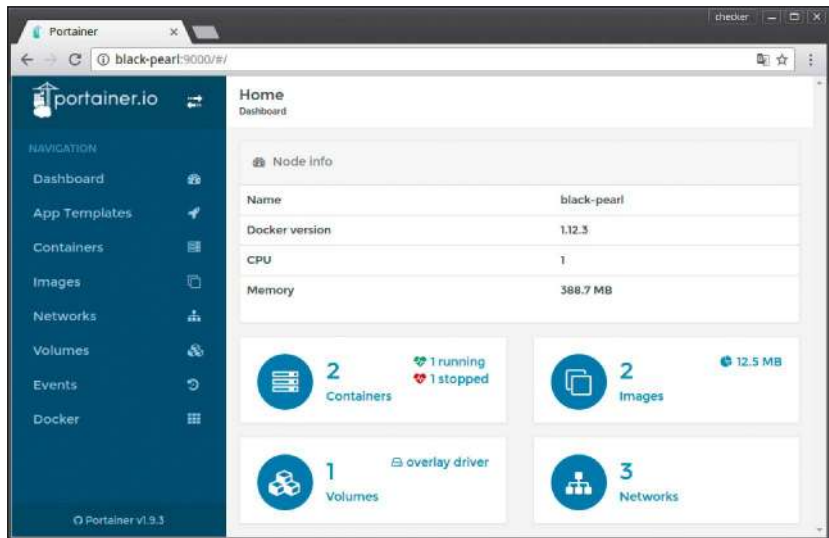 Portainer
checker
black-pearl:9000/#/
portainer.io
Home
Dashboard
NAVIGATION
Dashboard
App Templates
Containers
Images
Networks
Volumes
Events
Docker
Portainer v1.9.3
Node info
Name black-pearl
Docker version 1.12.3
CPU 1
Memory 388.7 MB
2 Containers
1 running
1 stopped
2 Images
12.5 MB
1 Volumes
overlay driver
3 Networks